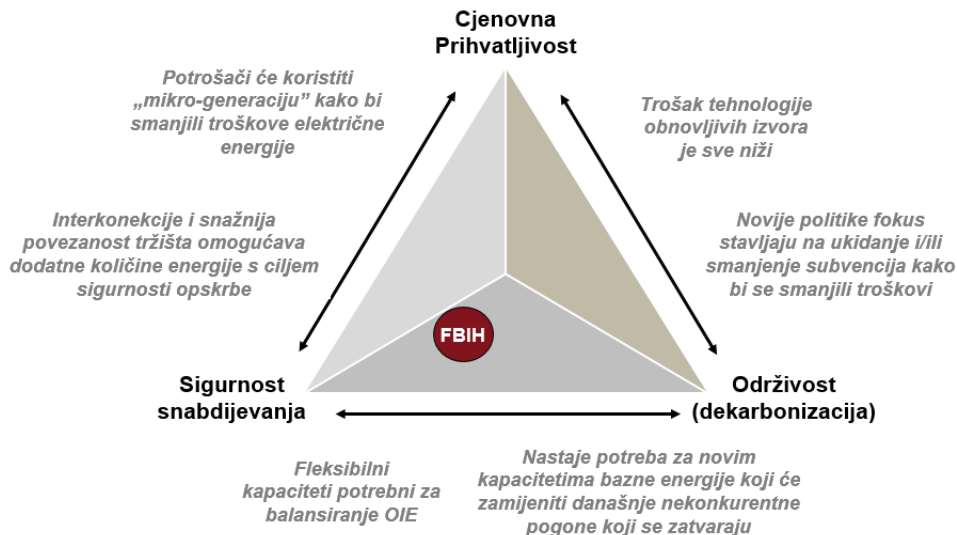 Cjenovna
Prihvatljivost
Potrošači će koristiti
„mikro-generaciju” kako bi
smanjili troškove električne
energije
Trošak tehnologije
obnovljivih izvora
je sve niži
Interkonekcije i snažnija
povezanost tržišta omogućava
dodatne količine energije s ciljem
sigurnosti opskrbe
Novije politike fokus
stavljaju na ukidanje i/ili
smanjenje subvencija kako
bi se smanjili troškovi
FBIH
Sigurnost
snabdijevanja
Održivost
(dekarbonizacija)
Fleksibilni
kapaciteti potrebni za
balansiranje OIE
Nastaje potreba za novim
kapacitetima bazne energije koji će
zamijeniti današnje nekonkurentne
pogone koji se zatvaraju